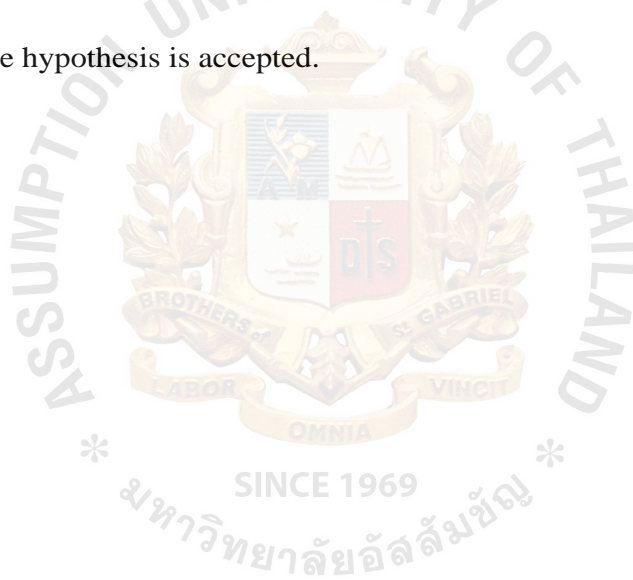 e hypothesis is accepted.
ASSUMPTION UNIVERSITY OF THAILAND
A M
D S
BROTHERS of St GABRIEL
LABOR
OMNIA
VIHCIT
* SINCE 1969 *
มหาวิทยาลัยอัสสัมชัญ